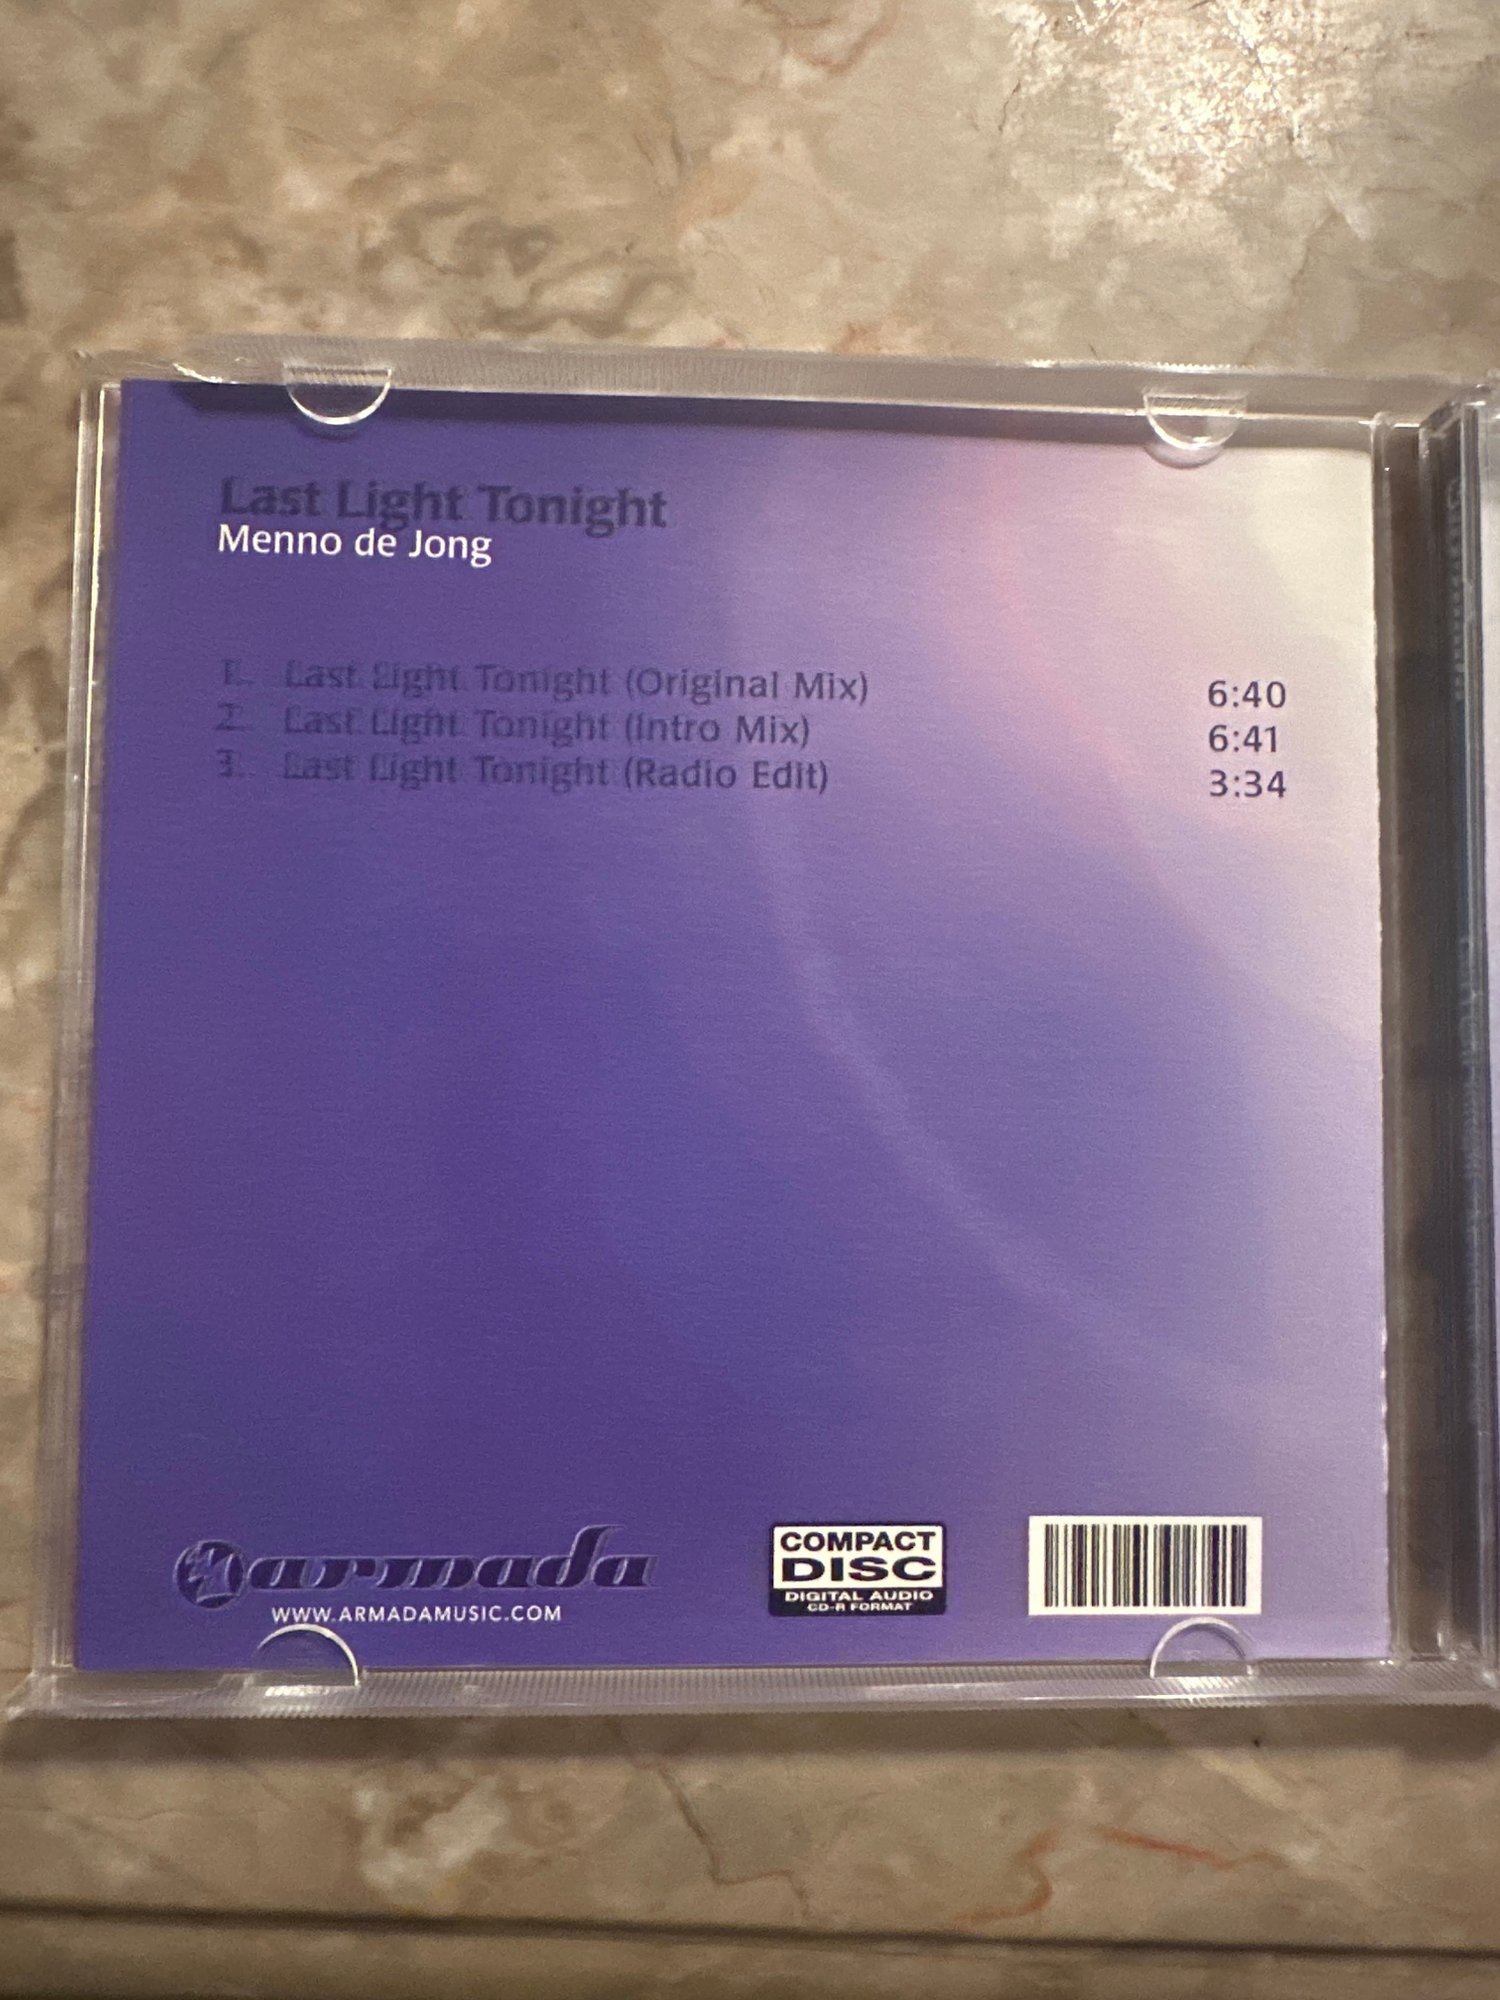 Last Light Tonight
Menno de Jong
1. Last Light Tonight (Original Mix) 6:40
2. Last Light Tonight (Intro Mix) 6:41
3. Last Light Tonight (Radio Edit) 3:34
armada
WWW.ARMADAMUSIC.COM
COMPACT
DISC
DIGITAL AUDIO
CD-R FORMAT